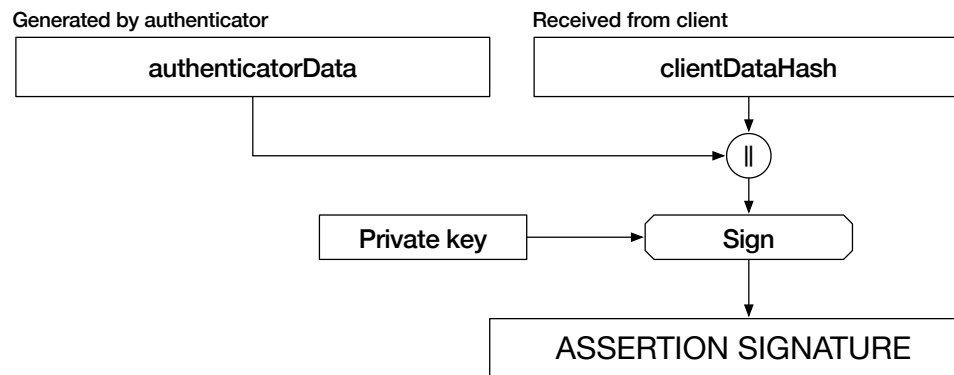 Generated by authenticator
Received from client
authenticatorData
clientDataHash
||
Private key
Sign
ASSERTION SIGNATURE